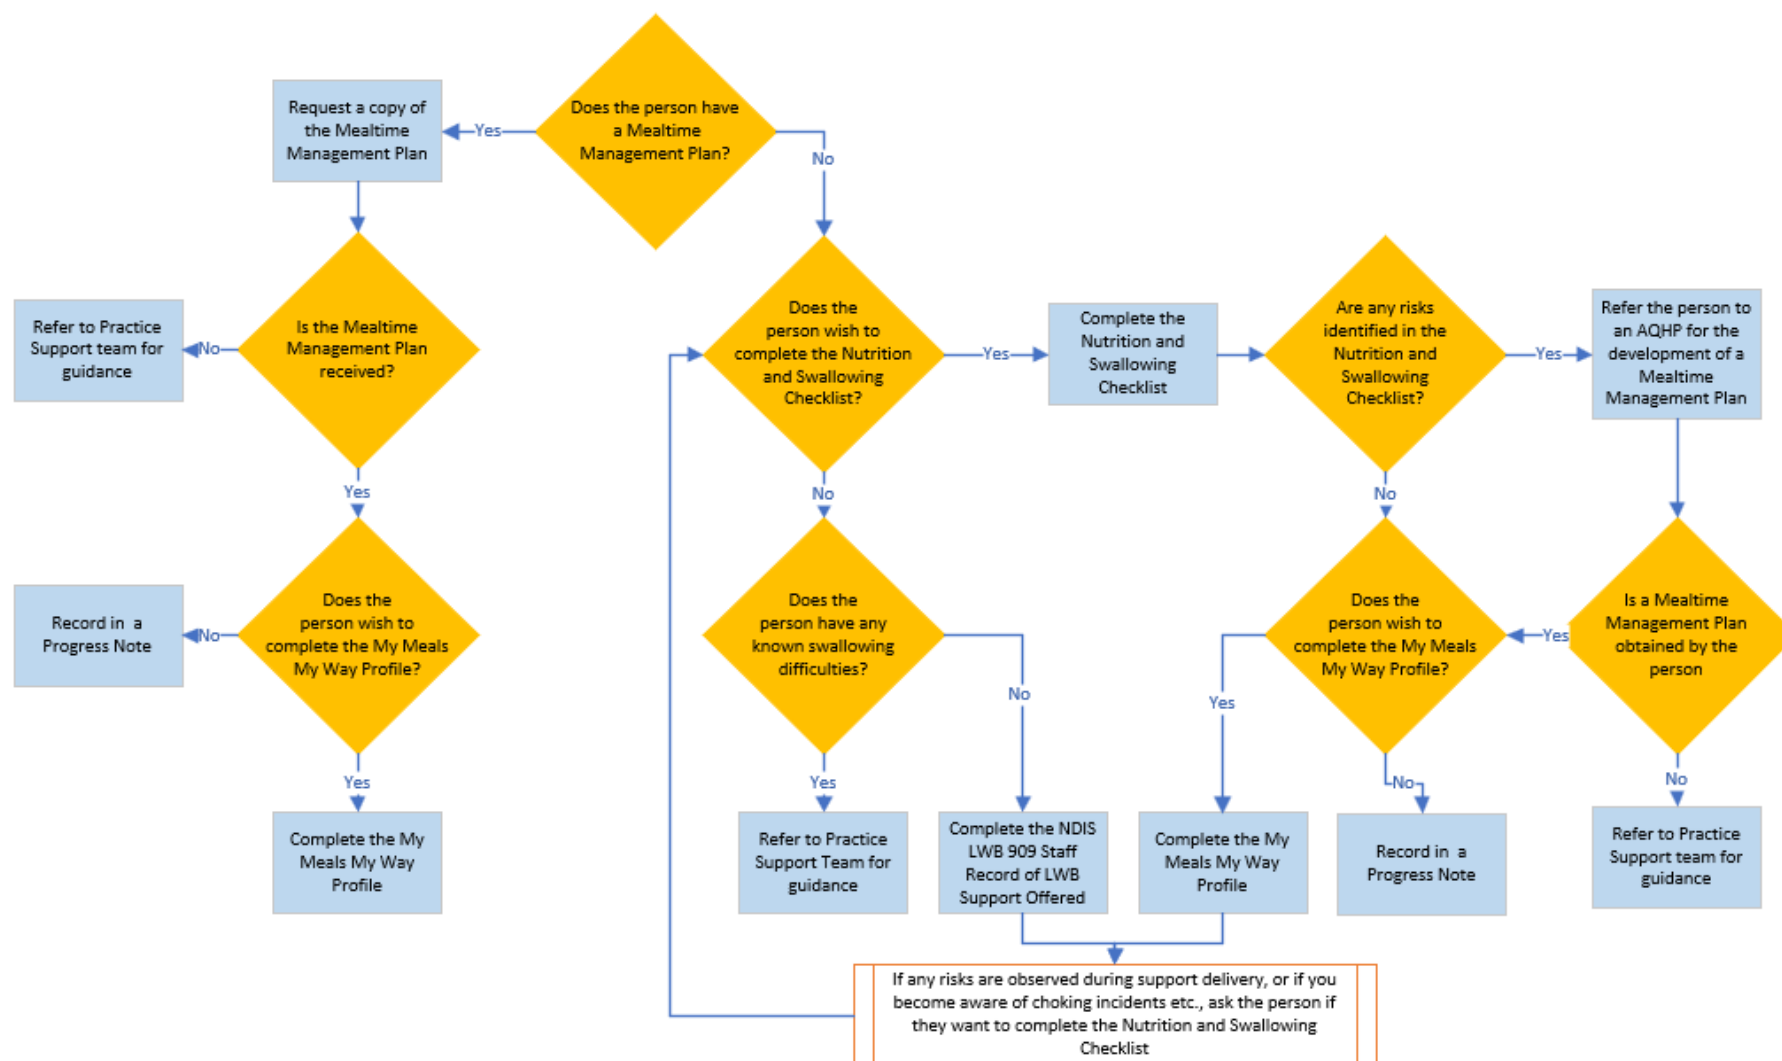 Does the person have
a Mealtime
Management Plan?
Yes
No
Request a copy of
the Mealtime
Management Plan
Is the Mealtime
Management Plan
received?
No
Refer to Practice
Support team for
guidance
Yes
Does the
person wish to
complete the My Meals
My Way Profile?
No
Record in a
Progress Note
Yes
Complete the My
Meals My Way
Profile
Does the
person wish to
complete the Nutrition
and Swallowing
Checklist?
Yes
No
Complete the
Nutrition and
Swallowing
Checklist
Are any risks
identified in the
Nutrition and
Swallowing
Checklist?
Yes
No
Refer the person to
an AQHP for the
development of a
Mealtime
Management Plan
Does the
person have any
known swallowing
difficulties?
Yes
No
Refer to Practice
Support Team for
guidance
Complete the NDIS
LWB 909 Staff
Record of LWB
Support Offered
Does the
person wish to
complete the My Meals
My Way Profile?
Yes
No
Complete the My
Meals My Way
Profile
Record in a
Progress Note
Is a Mealtime
Management Plan
obtained by the
person
Yes
No
Refer to Practice
Support team for
guidance
If any risks are observed during support delivery, or if you
become aware of choking incidents etc., ask the person if
they want to complete the Nutrition and Swallowing
Checklist